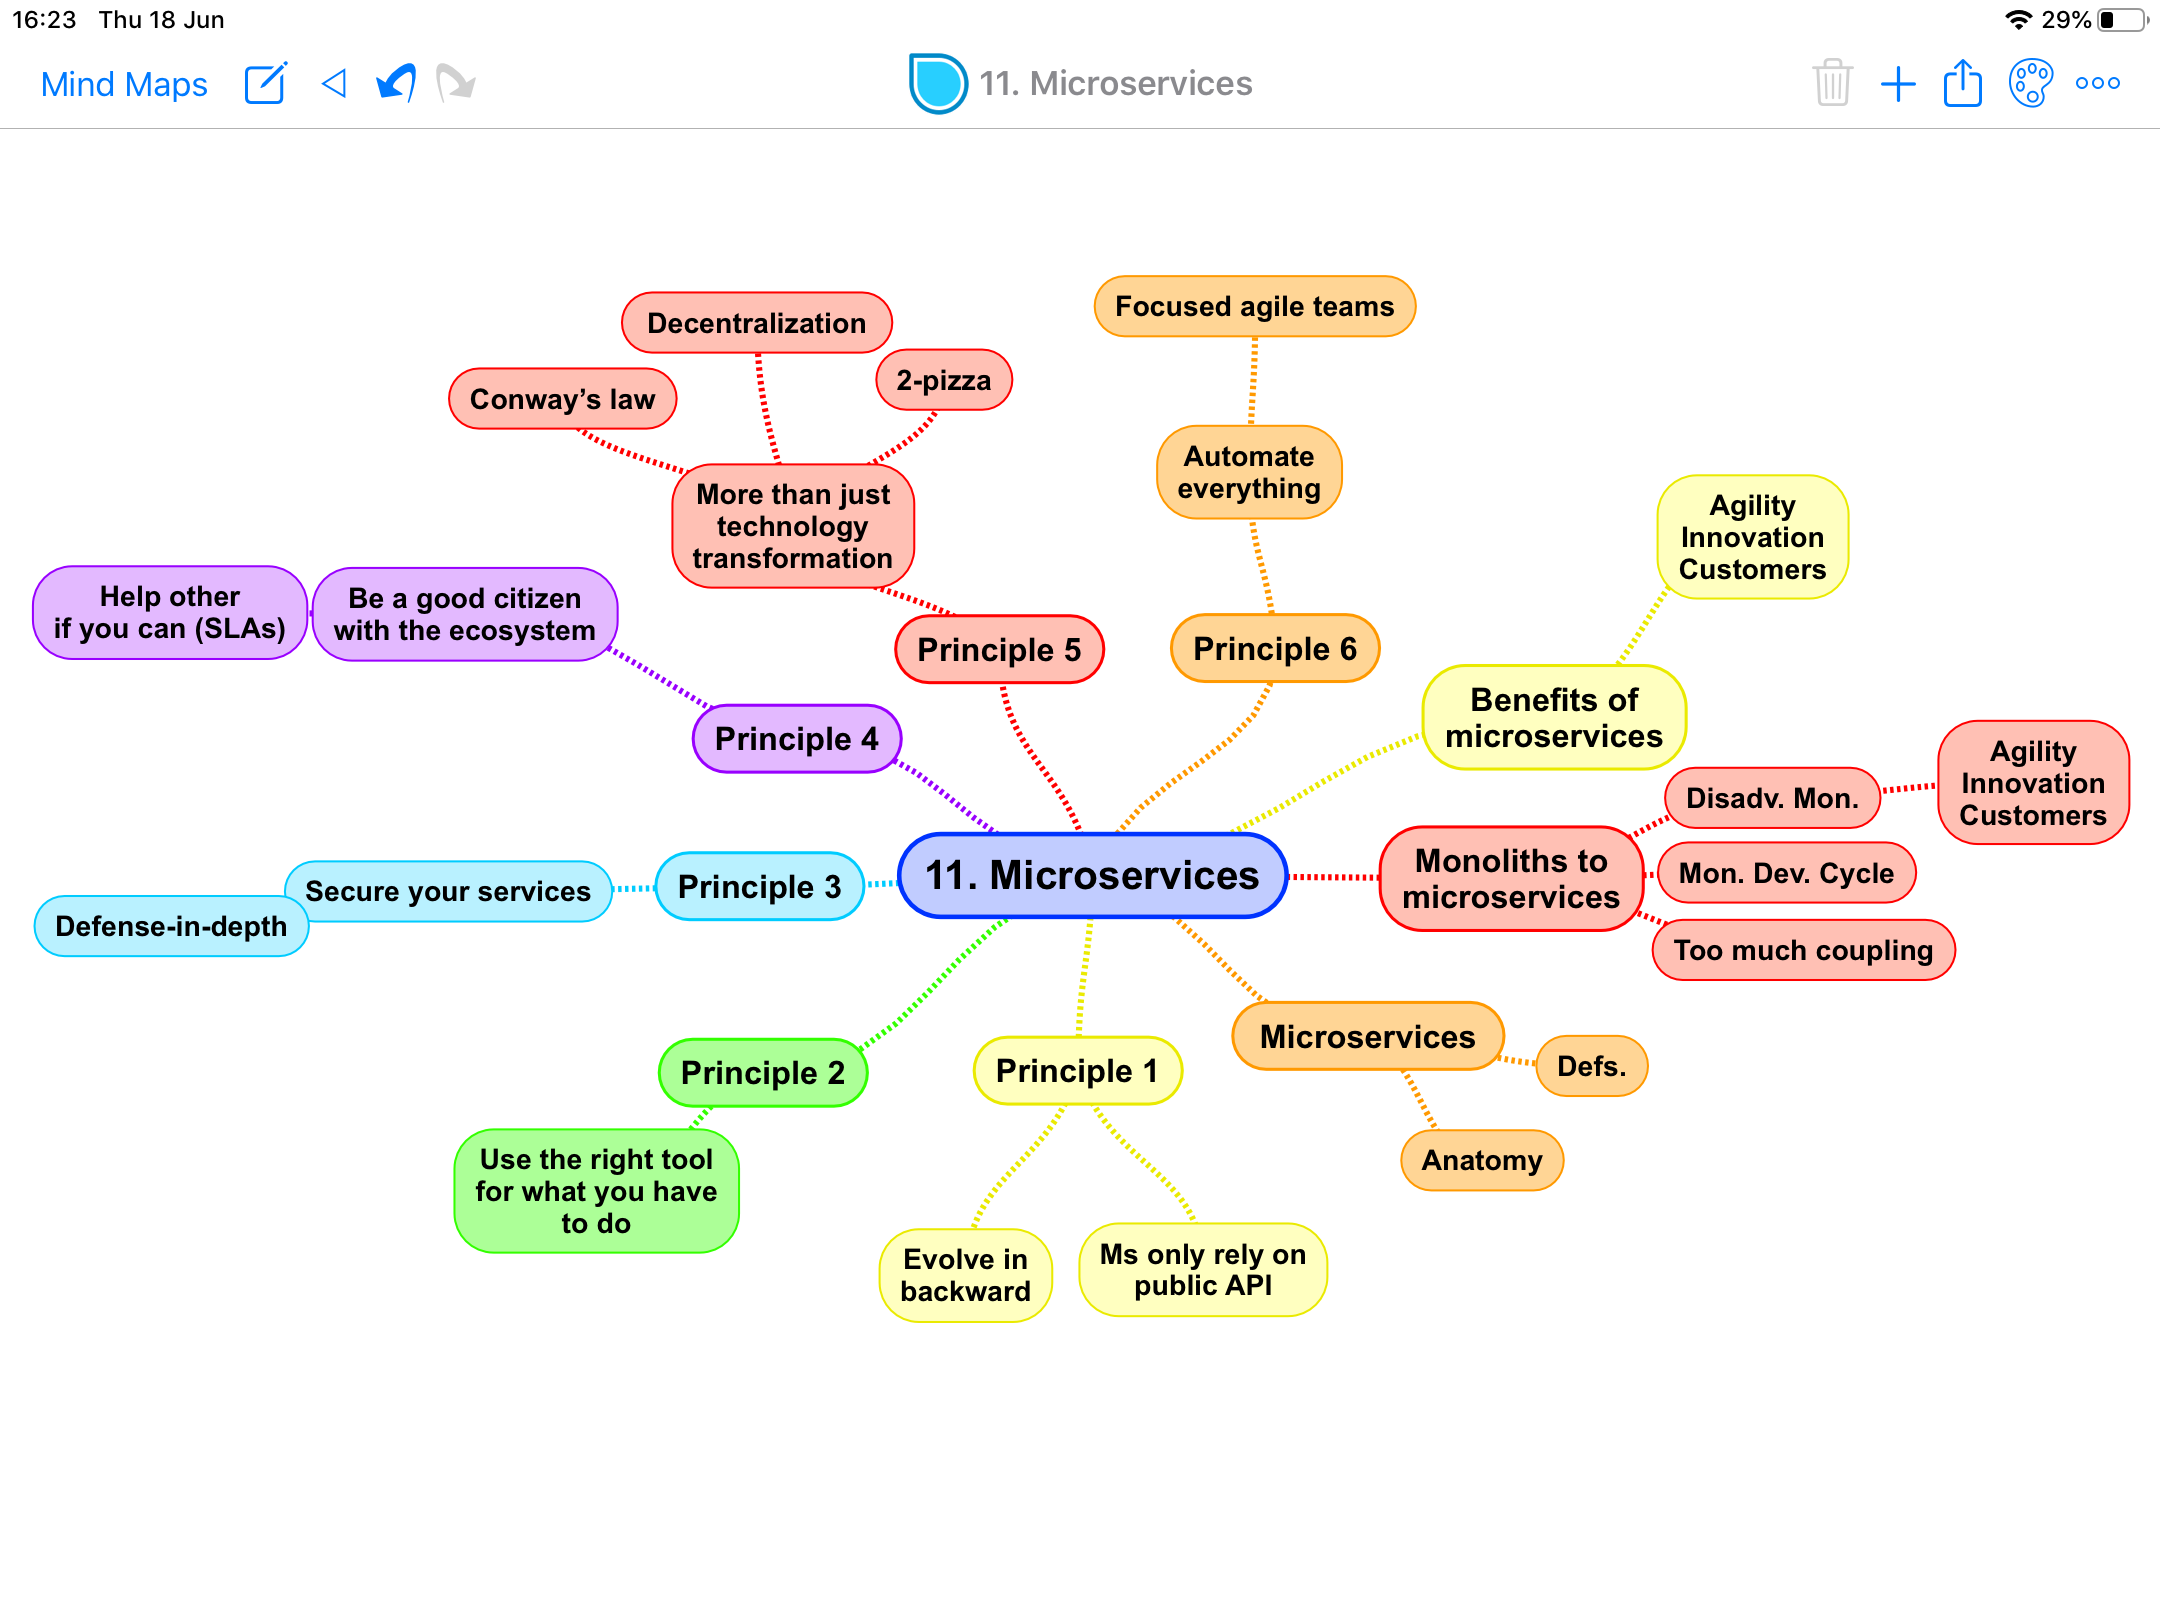 16:23 Thu 18 Jun
29%
Mind Maps
11. Microservices
Focused agile teams
Decentralization
2-pizza
Conway’s law
Automate
everything
More than just
technology
transformation
Agility
Innovation
Customers
Help other
if you can (SLAs)
Be a good citizen
with the ecosystem
Principle 5
Principle 6
Benefits of
microservices
Principle 4
Agility
Innovation
Customers
Disadv. Mon.
Monoliths to
microservices
Mon. Dev. Cycle
Too much coupling
11. Microservices
Principle 3
Secure your services
Defense-in-depth
Microservices
Defs.
Anatomy
Principle 2
Principle 1
Use the right tool
for what you have
to do
Evolve in
backward
Ms only rely on
public API